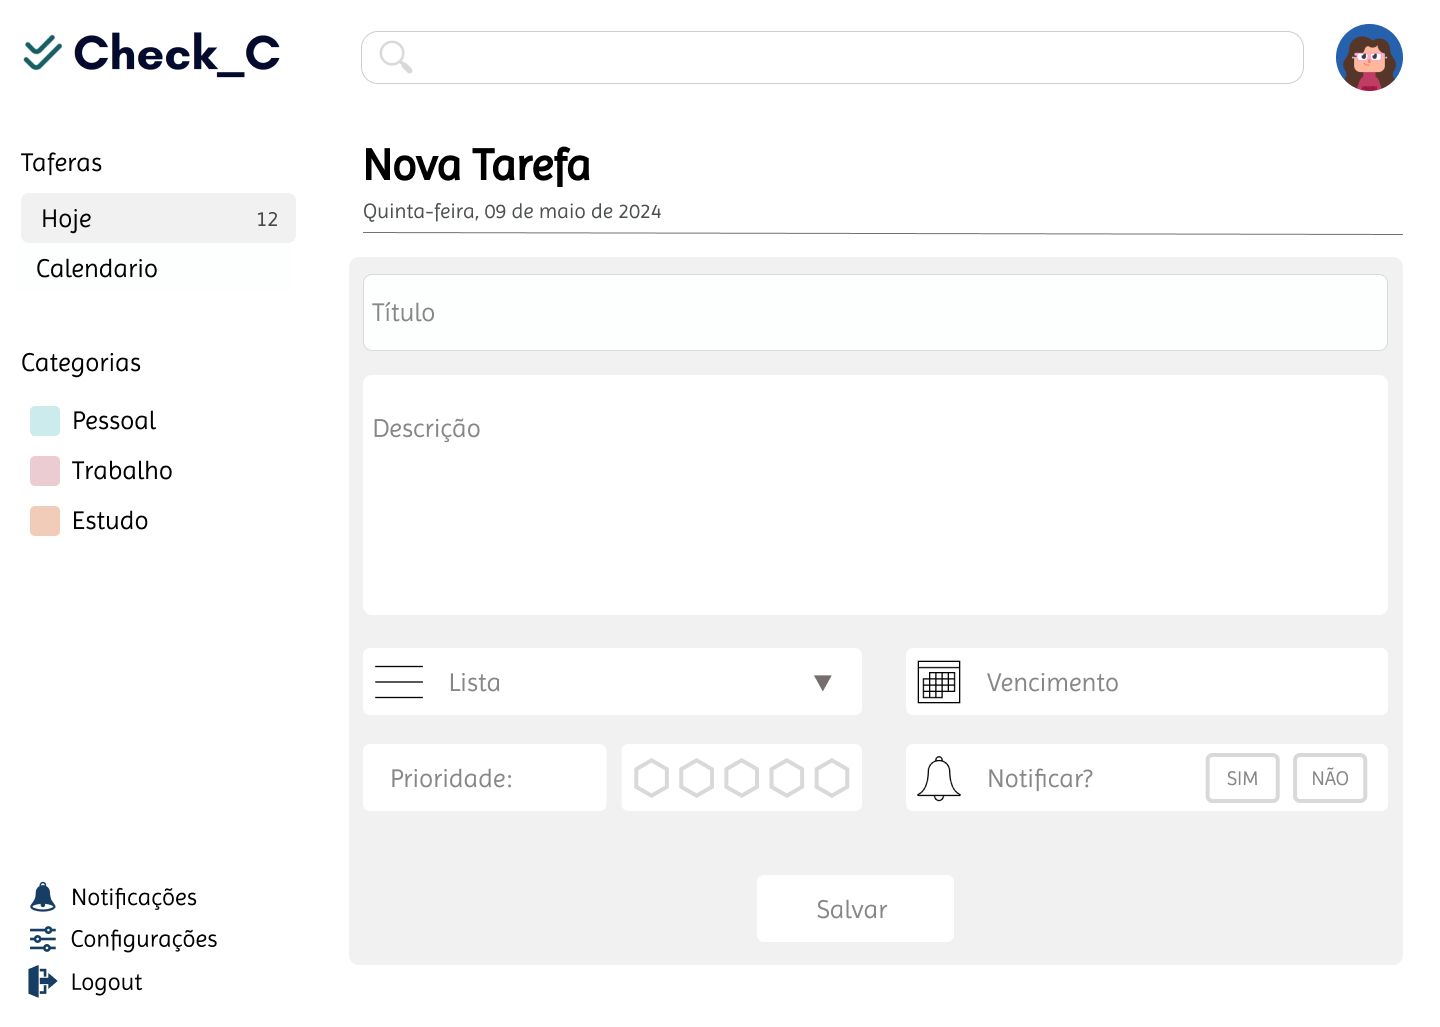 Check_C
Taferas
Hoje 12
Calendario
Categorias
Pessoal
Trabalho
Estudo
Notificações
Configurações
Logout
Nova Tarefa
Quinta-feira, 09 de maio de 2024
Título
Descrição
Lista
Vencimento
Prioridade:
Notificar? SIM NÃO
Salvar